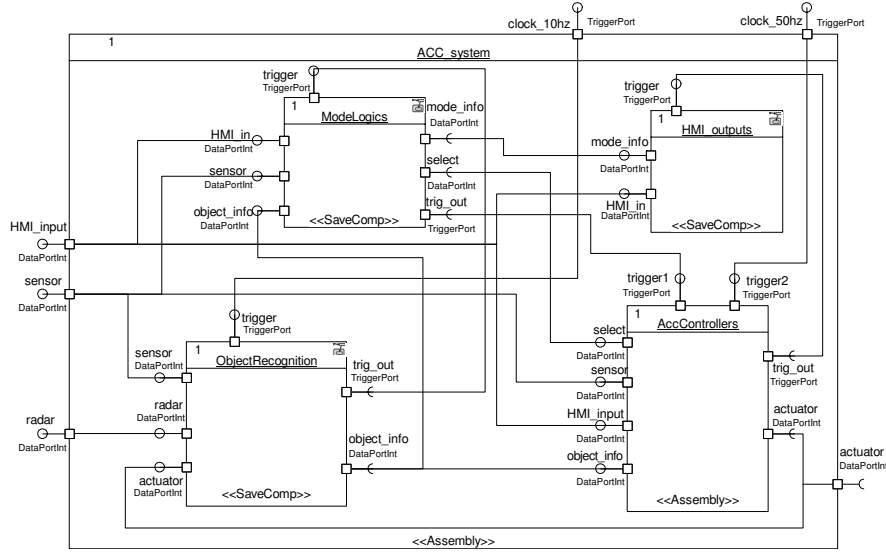 clock_10hz
TriggerPort
clock_50hz
TriggerPort
1
ACC_system
trigger
TriggerPort
1
ModeLogics
HMI_in
DataPortInt
sensor
DataPortInt
object_info
DataPortInt
mode_info
DataPortInt
select
DataPortInt
trig_out
TriggerPort
<<SaveComp>>
trigger
TriggerPort
1
HMI_outputs
mode_info
DataPortInt
HMI_in
DataPortInt
<<SaveComp>>
HMI_input
DataPortInt
sensor
DataPortInt
radar
DataPortInt
trigger
TriggerPort
1
ObjectRecognition
sensor
DataPortInt
radar
DataPortInt
actuator
DataPortInt
trig_out
TriggerPort
object_info
DataPortInt
<<SaveComp>>
trigger1
TriggerPort
trigger2
TriggerPort
1
AccControllers
select
DataPortInt
sensor
DataPortInt
HMI_input
DataPortInt
object_info
DataPortInt
trig_out
TriggerPort
actuator
DataPortInt
<<Assembly>>
actuator
DataPortInt
<<Assembly>>